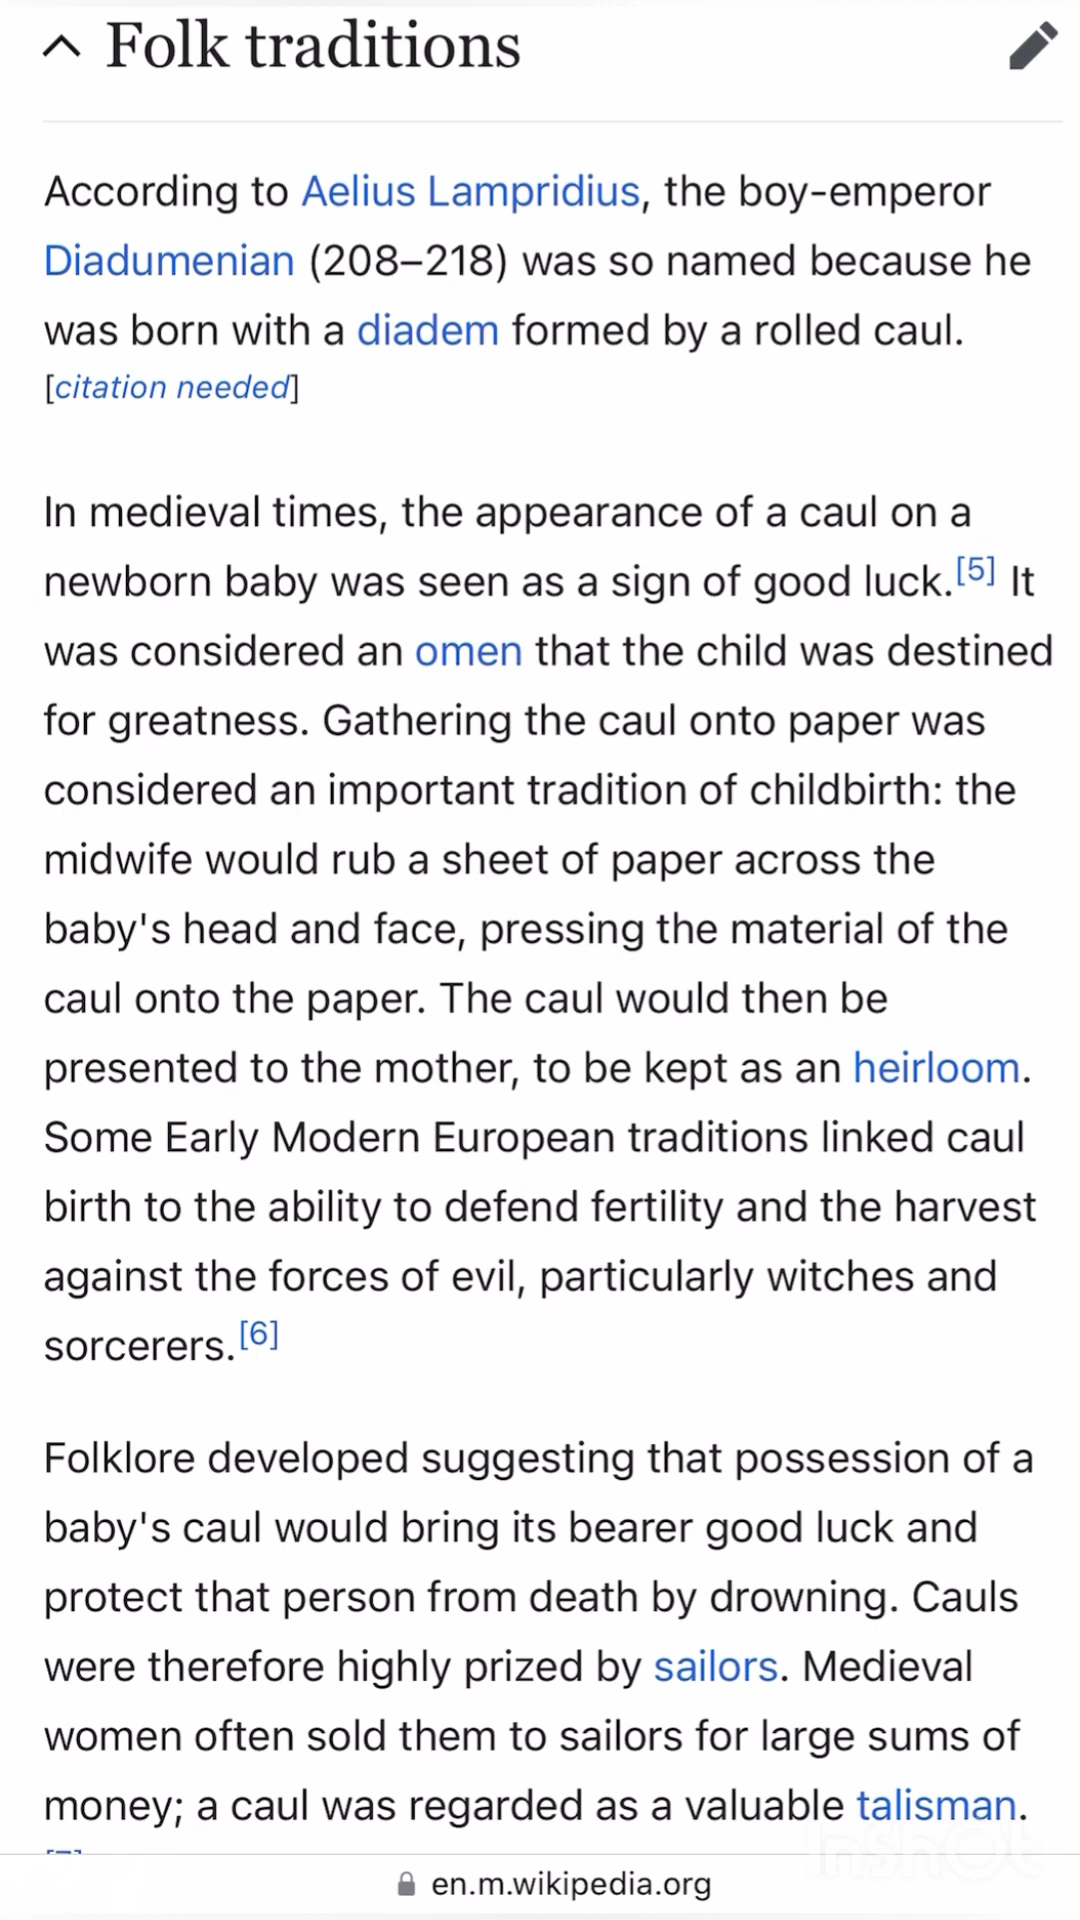 Folk traditions
According to Aelius Lampridius, the boy-emperor
Diadumenian (208–218) was so named because he
was born with a diadem formed by a rolled caul.
[citation needed]
In medieval times, the appearance of a caul on a
newborn baby was seen as a sign of good luck.[5] It
was considered an omen that the child was destined
for greatness. Gathering the caul onto paper was
considered an important tradition of childbirth: the
midwife would rub a sheet of paper across the
baby's head and face, pressing the material of the
caul onto the paper. The caul would then be
presented to the mother, to be kept as an heirloom.
Some Early Modern European traditions linked caul
birth to the ability to defend fertility and the harvest
against the forces of evil, particularly witches and
sorcerers.[6]
Folklore developed suggesting that possession of a
baby's caul would bring its bearer good luck and
protect that person from death by drowning. Cauls
were therefore highly prized by sailors. Medieval
women often sold them to sailors for large sums of
money; a caul was regarded as a valuable talisman.
InShOt
en.m.wikipedia.org